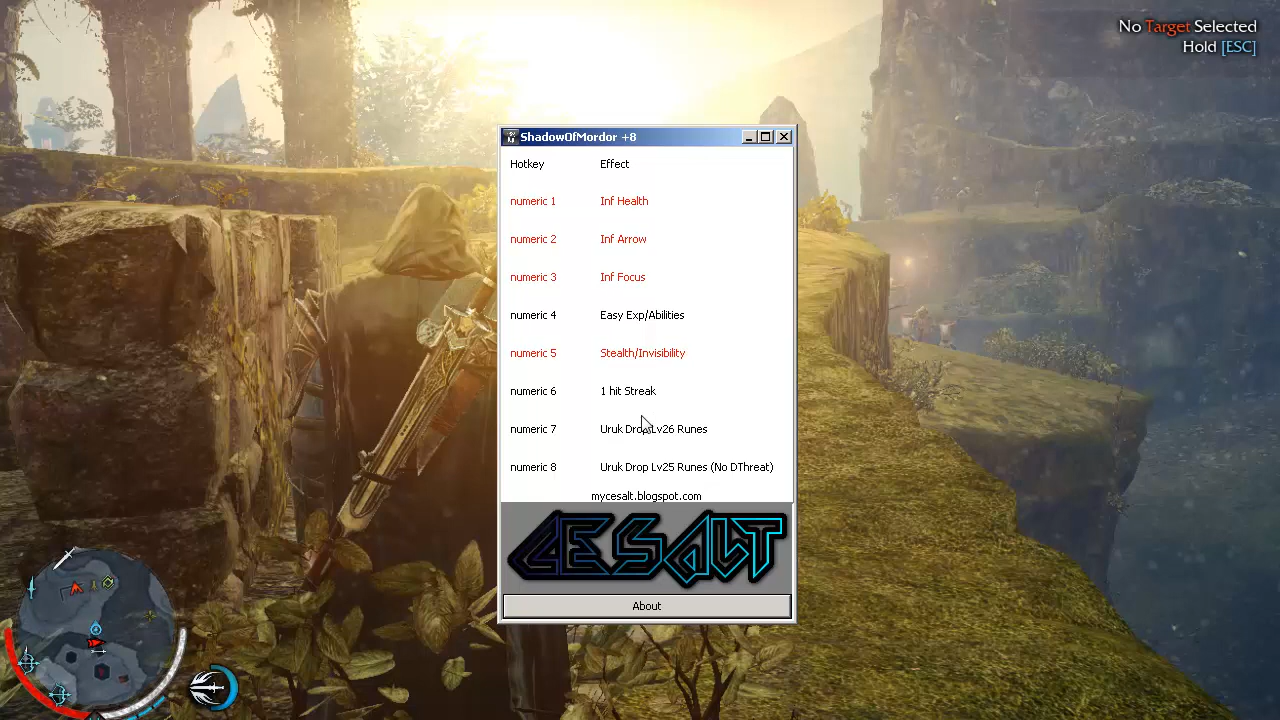 No Target Selected
Hold [ESC]
ShadowOfMordor +8
Hotkey Effect
numeric 1 Inf Health
numeric 2 Inf Arrow
numeric 3 Inf Focus
numeric 4 Easy Exp/Abilities
numeric 5 Stealth/Invisibility
numeric 6 1 hit Streak
numeric 7 Uruk Drop Lv26 Runes
numeric 8 Uruk Drop Lv25 Runes (No DThreat)
mycesalt.blogspot.com
CESALT
About